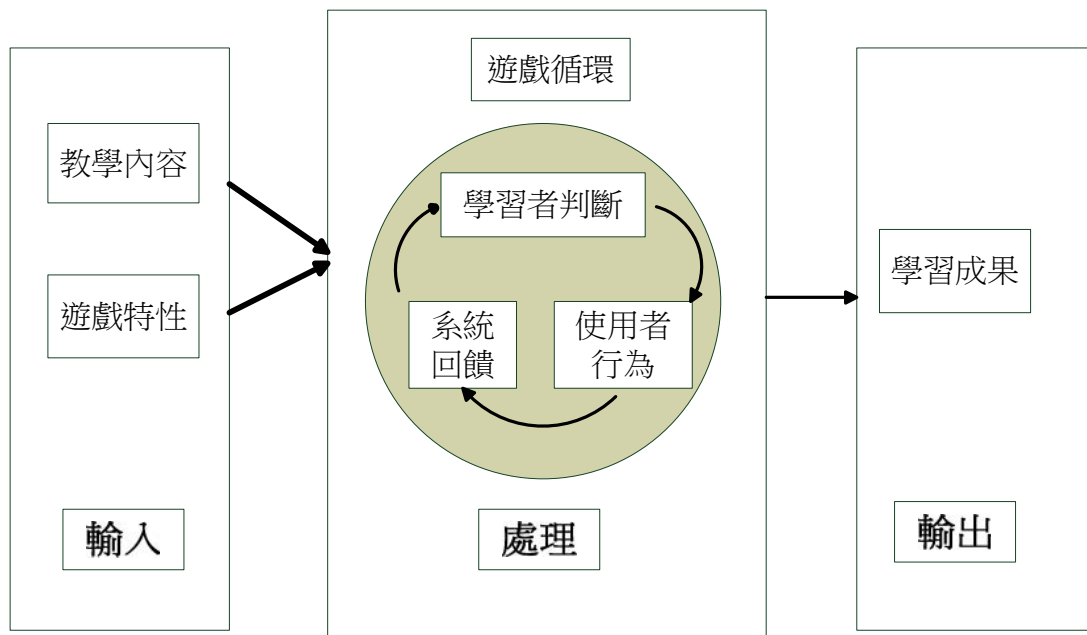 教學內容
遊戲特性
輸入
遊戲循環
學習者判斷
系統
回饋
使用者
行為
處理
學習成果
輸出